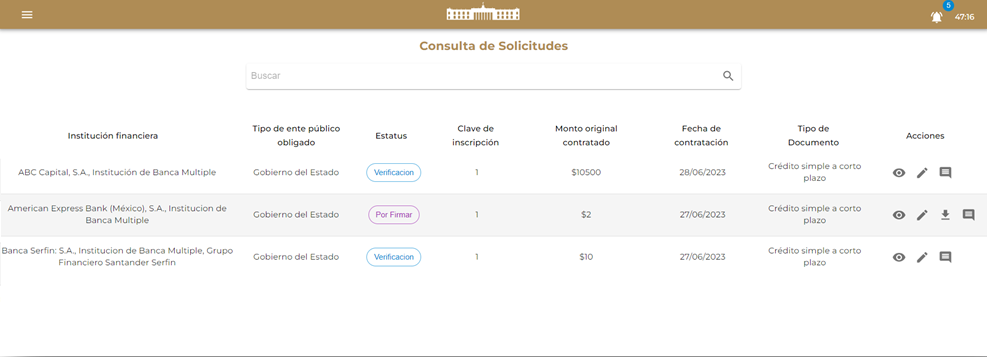 5
47:16
Consulta de Solicitudes
Buscar
Institución financiera
Tipo de ente público
obligado
Estatus
Clave de
inscripción
Monto original
contratado
Fecha de
contratación
Tipo de
Documento
Acciones
ABC Capital, S.A., Institución de Banca Multiple
Gobierno del Estado
Verificacion
1
$10500
28/06/2023
Crédito simple a corto
plazo
American Express Bank (México), S.A., Institucion de
Banca Multiple
Gobierno del Estado
Por Firmar
1
$2
27/06/2023
Crédito simple a corto
plazo
Banca Serfin: S.A., Institucion de Banca Multiple, Grupo
Financiero Santander Serfin
Gobierno del Estado
Verificacion
1
$10
27/06/2023
Crédito simple a corto
plazo